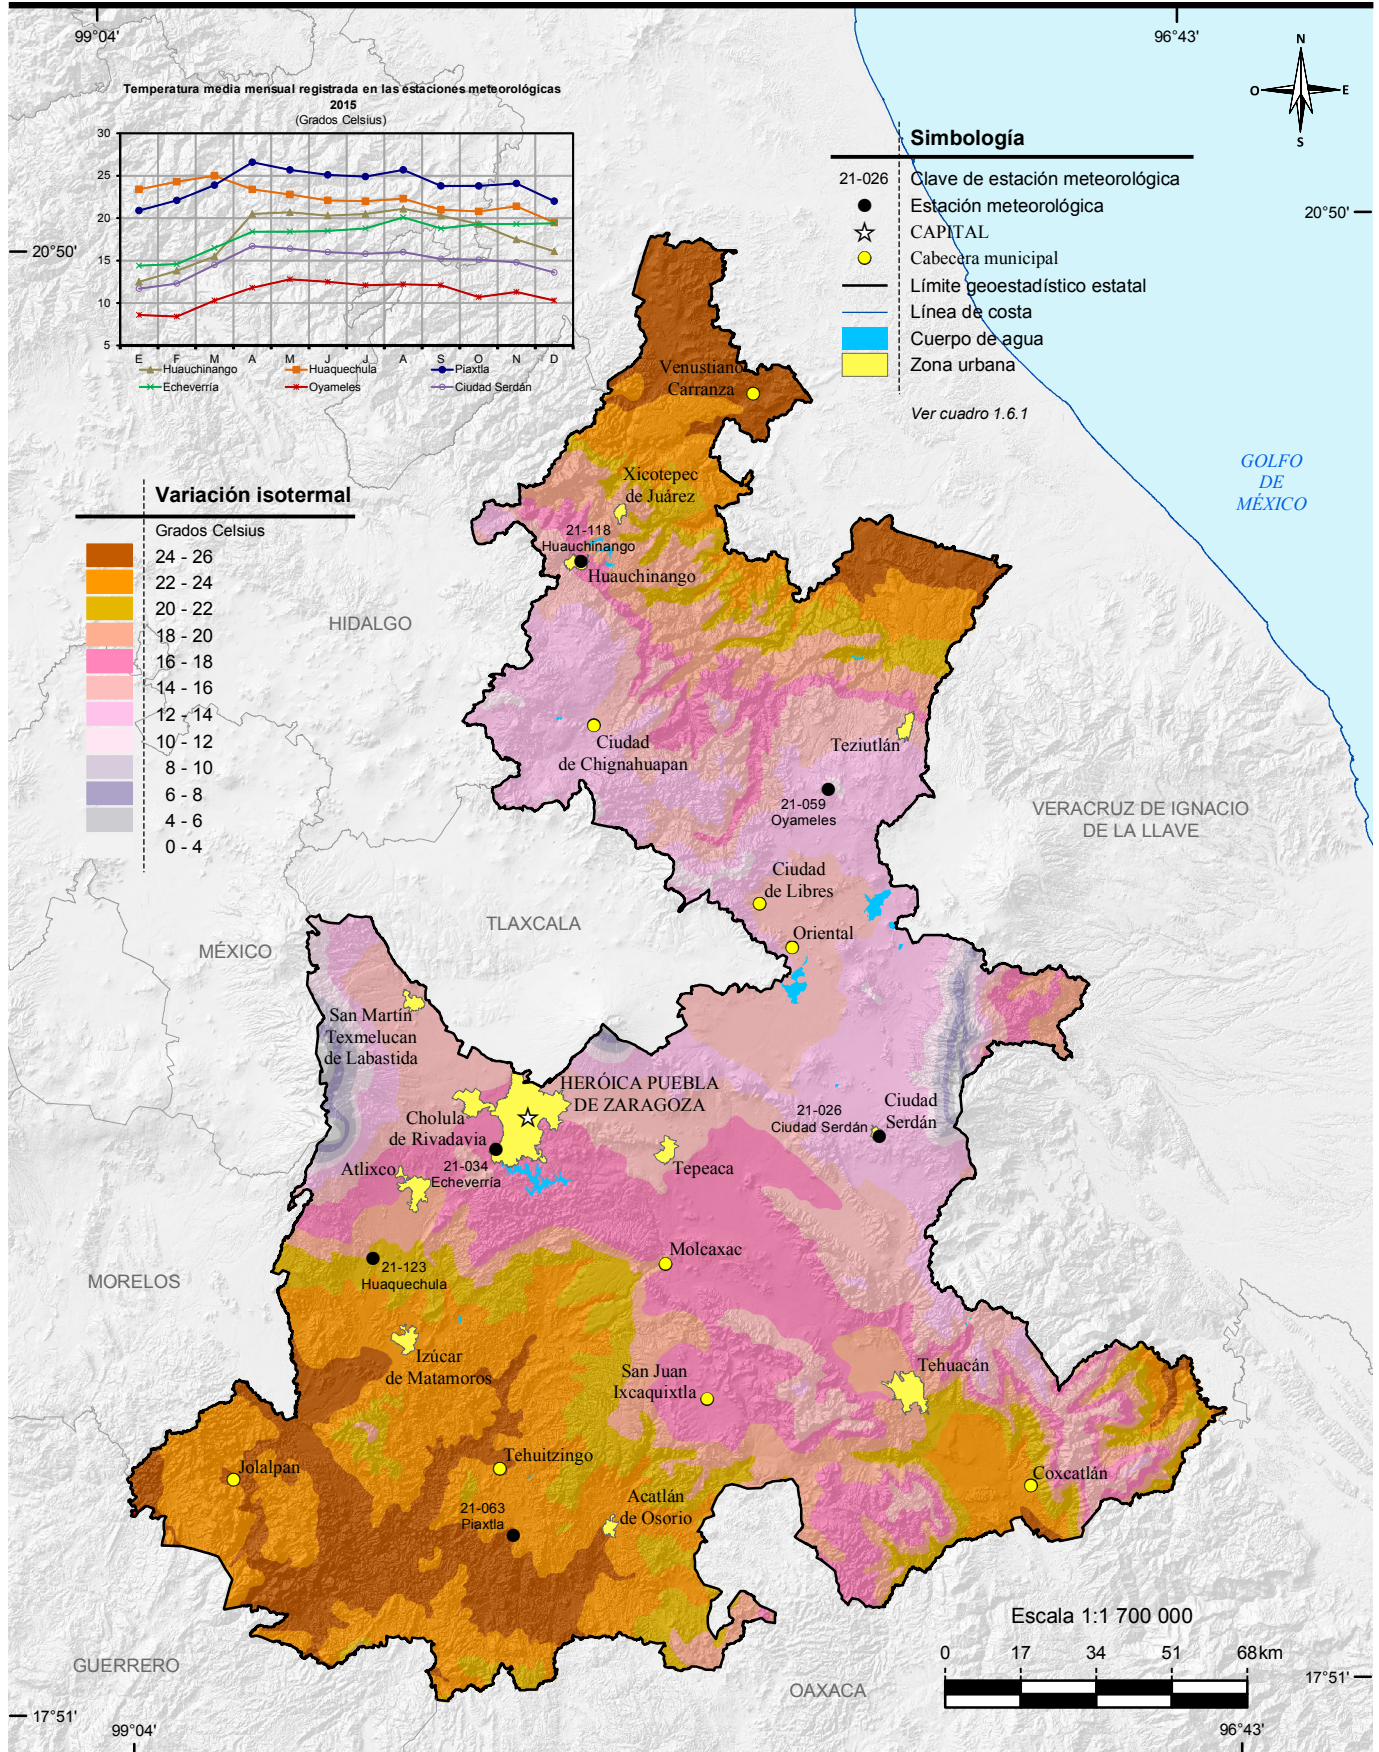 99°04'
96°43'
Temperatura media mensual registrada en las estaciones meteorológicas
2015
(Grados Celsius)
30
25
20
15
10
5
E F M A M J J A S O N D
Huauchinango
Huaquechula
Piaxtla
Echeverría
Oyameles
Ciudad Serdán
N
O
E
S
Simbología
21-026 Clave de estación meteorológica
Estación meteorológica
CAPITAL
Cabecera municipal
Límite geoestadístico estatal
Línea de costa
Cuerpo de agua
Zona urbana
Ver cuadro 1.6.1
20°50'
20°50'
GOLFO
DE
MÉXICO
Variación isotermal
Grados Celsius
24 - 26
22 - 24
20 - 22
18 - 20
16 - 18
14 - 16
12 - 14
10 - 12
8 - 10
6 - 8
4 - 6
0 - 4
Venustiano
Carranza
Xicotepec
de Juárez
21-118
Huauchinango
Huauchinango
HIDALGO
Ciudad
de Chignahuapan
Teziutlán
21-059
Oyameles
VERACRUZ DE IGNACIO
DE LA LLAVE
Ciudad
de Libres
TLAXCALA
Oriental
MÉXICO
San Martín
Texmelucan
de Labastida
HERÓICA PUEBLA
DE ZARAGOZA
Cholula
de Rivadavia
21-026
Ciudad Serdán
Ciudad
Serdán
Atlixco
21-034
Echeverría
Tepeaca
21-123
Huaquechula
Molcaxac
MORELOS
Izúcar
de Matamoros
San Juan
Ixcaquixtla
Tehuacán
Jolalpan
Tehuitzingo
Coxcatlán
21-063
Piaxtla
Acatlán
de Osorio
GUERRERO
OAXACA
Escala 1:1 700 000
0 17 34 51 68 km
17°51'
17°51'
99°04'
96°43'